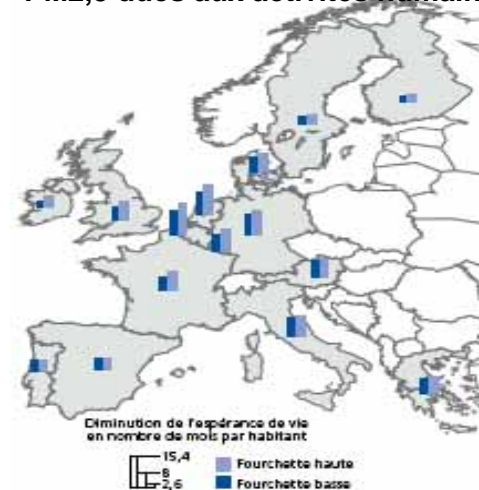 Diminution de l'espérance de vie
en nombre de mois par habitant
15,4
8
2,6
Fourchette haute
Fourchette basse